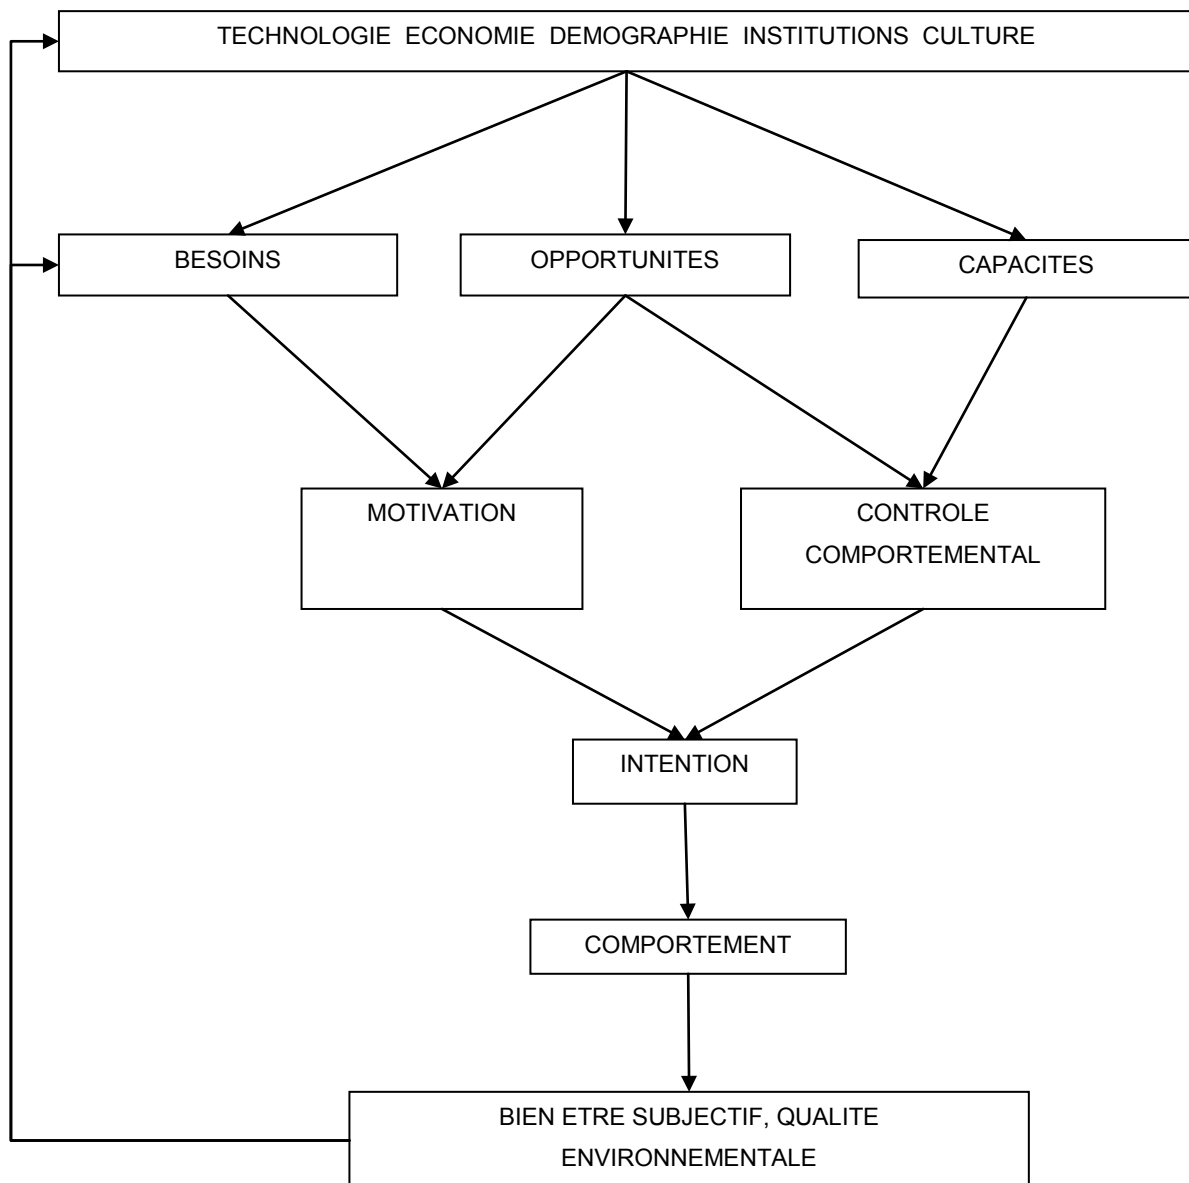 TECHNOLOGIE ECONOMIE DEMOGRAPHIE INSTITUTIONS CULTURE
BESOINS
OPPORTUNITES
CAPACITES
MOTIVATION
CONTROLE
COMPORTEMENTAL
INTENTION
COMPORTEMENT
BIEN ETRE SUBJECTIF, QUALITE
ENVIRONNEMENTALE